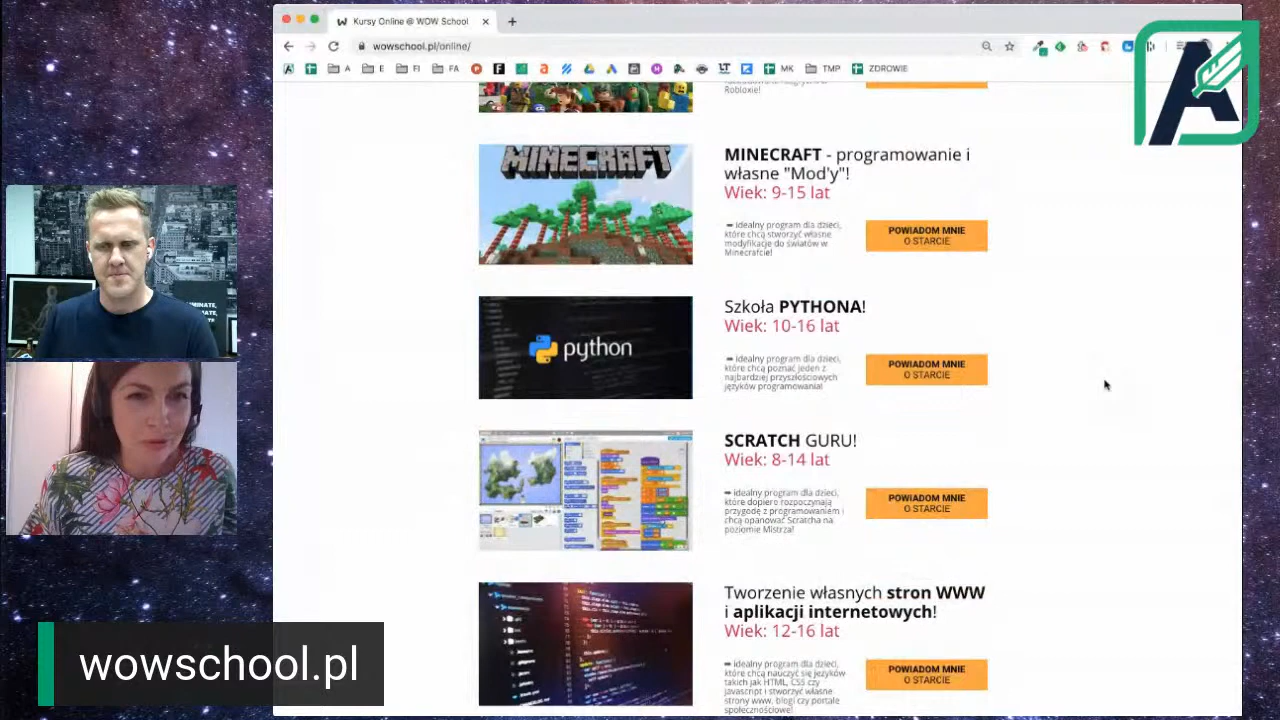 Kursy Online @ WOW School
wowschool.pl/online/
A E FI FA LT MK TMP ZDROWIE
Robloxie!
MINECRAFT
MINECRAFT - programowanie i
własne "Mod'y"!
Wiek: 9-15 lat
➡ idealny program dla dzieci,
które chcą stworzyć własne
modyfikacje do światów w
Minecrafcie!
POWIADOM MNIE
O STARCIE
python
Szkoła PYTHONA!
Wiek: 10-16 lat
➡ idealny program dla dzieci,
które chcą poznać jeden z
najbardziej przyszłościowych
języków programowania!
POWIADOM MNIE
O STARCIE
SCRATCH GURU!
Wiek: 8-14 lat
➡ idealny program dla dzieci,
które dopiero rozpoczynają
przygodę z programowaniem i
chcą opanować Scratcha na
poziomie Mistrza!
POWIADOM MNIE
O STARCIE
Tworzenie własnych stron WWW
i aplikacji internetowych!
Wiek: 12-16 lat
➡ idealny program dla dzieci,
które chcą nauczyć się języków
takich jak HTML, CSS czy
Javascript i stworzyć własne
strony www, blogi czy portale
społecznościowe!
POWIADOM MNIE
O STARCIE
wowschool.pl
A